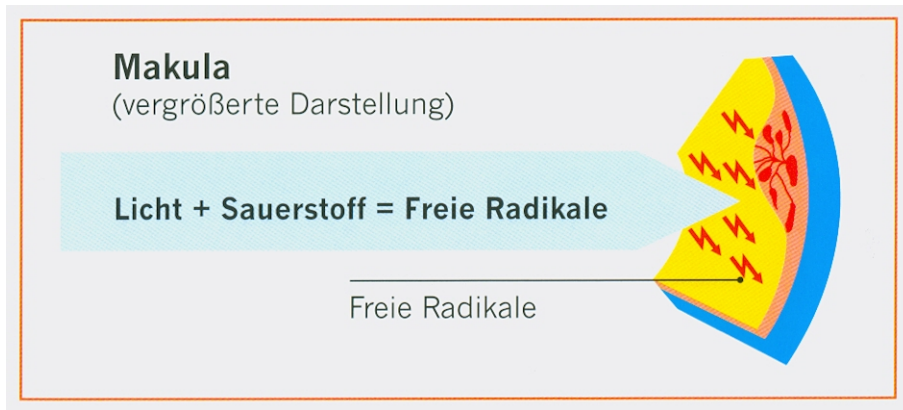 Makula
(vergrößerte Darstellung)
Licht + Sauerstoff = Freie Radikale
Freie Radikale